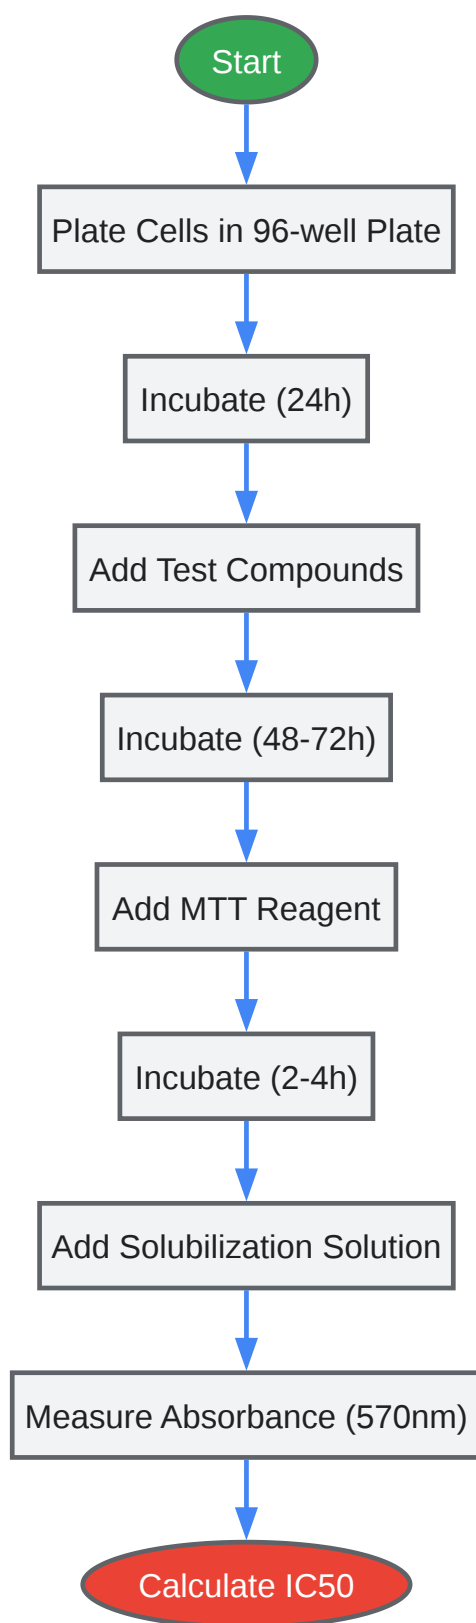 Start
Plate Cells in 96-well Plate
Incubate (24h)
Add Test Compounds
Incubate (48-72h)
Add MTT Reagent
Incubate (2-4h)
Add Solubilization Solution
Measure Absorbance (570nm)
Calculate IC50